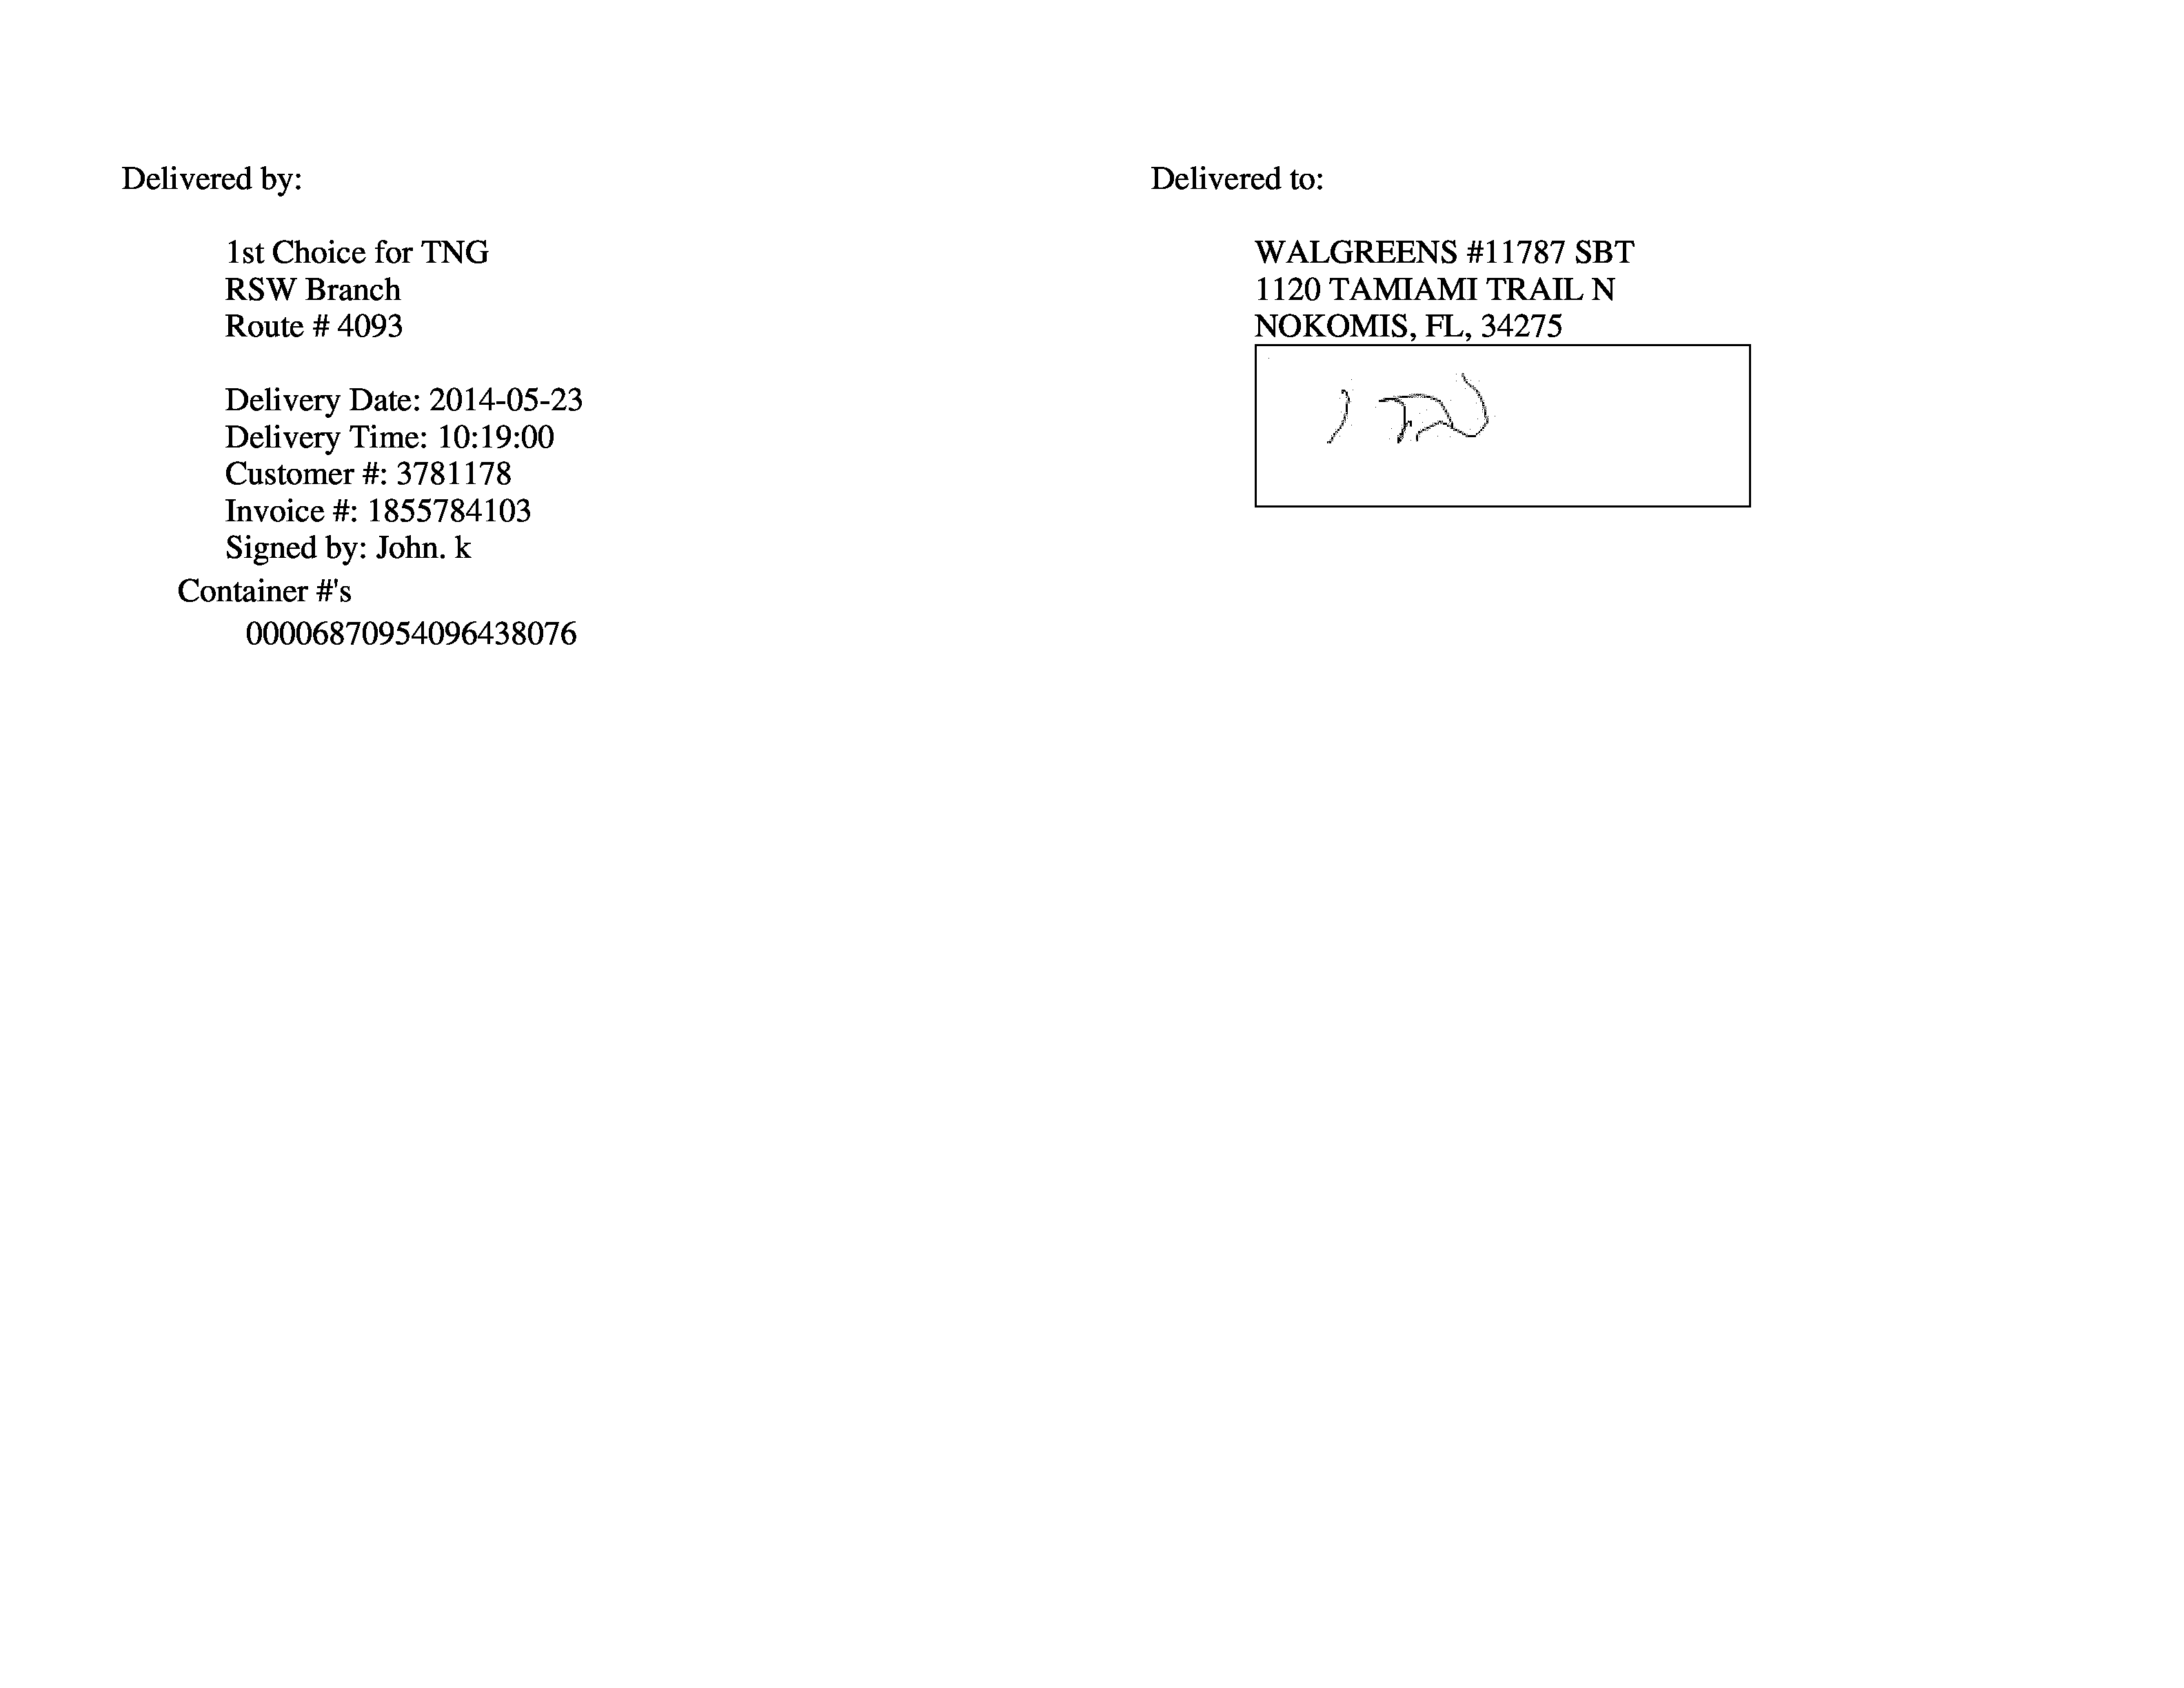 Delivered by:
1st Choice for TNG
RSW Branch
Route # 4093
Delivery Date: 2014-05-23
Delivery Time: 10:19:00
Customer #: 3781178
Invoice #: 1855784103
Signed by: John. k
Container #'s
00006870954096438076
Delivered to:
WALGREENS #11787 SBT
1120 TAMIAMI TRAIL N
NOKOMIS, FL, 34275